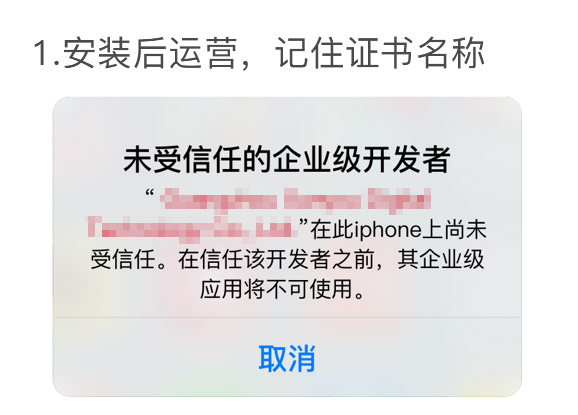 1.安装后运营，记住证书名称
未受信任的企业级开发者
“
”在此iphone上尚未
受信任。在信任该开发者之前，其企业级
应用将不可使用。
取消